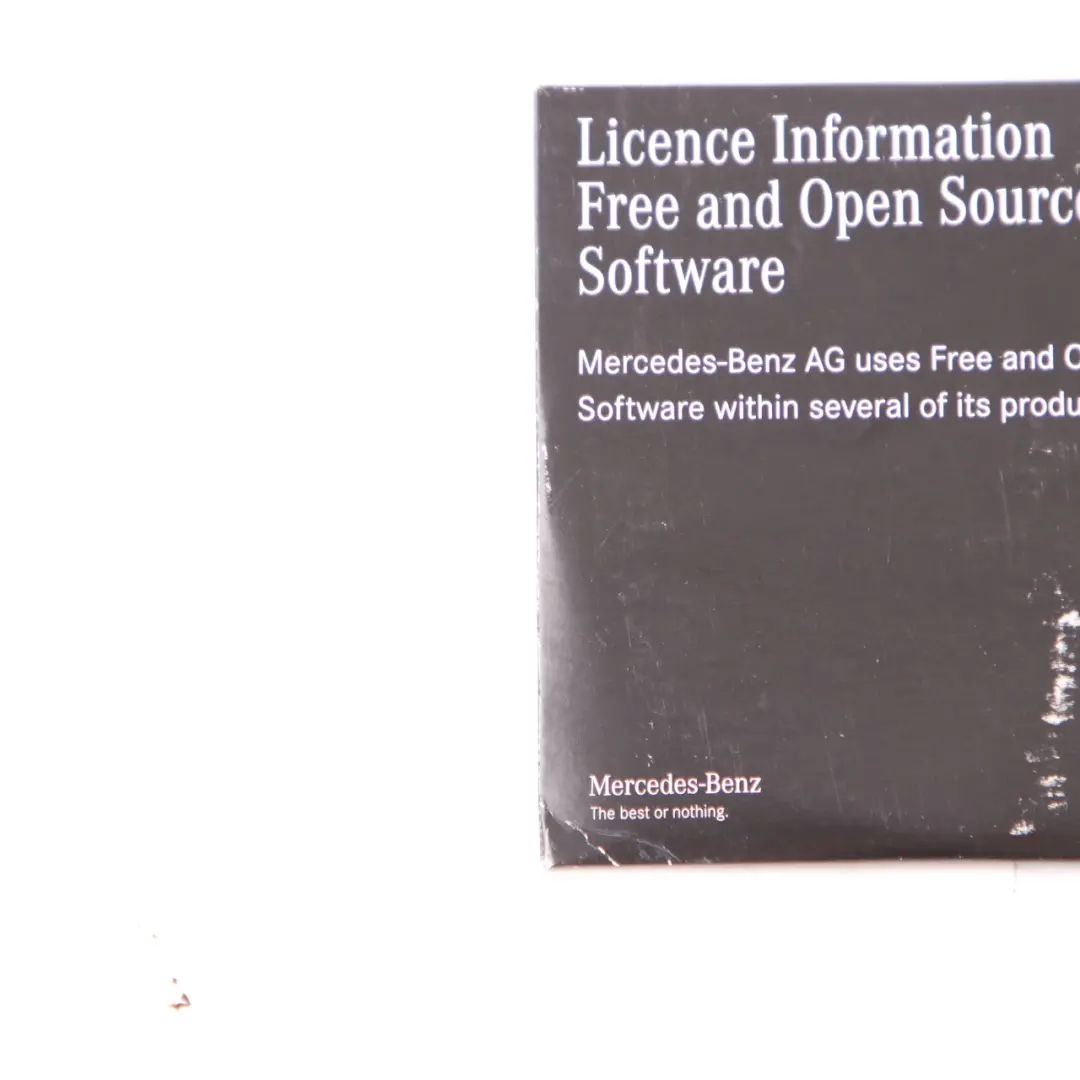 Licence Information
Free and Open Source
Software
Mercedes-Benz AG uses Free and
Software within several of its
Mercedes-Benz
The best or nothing.